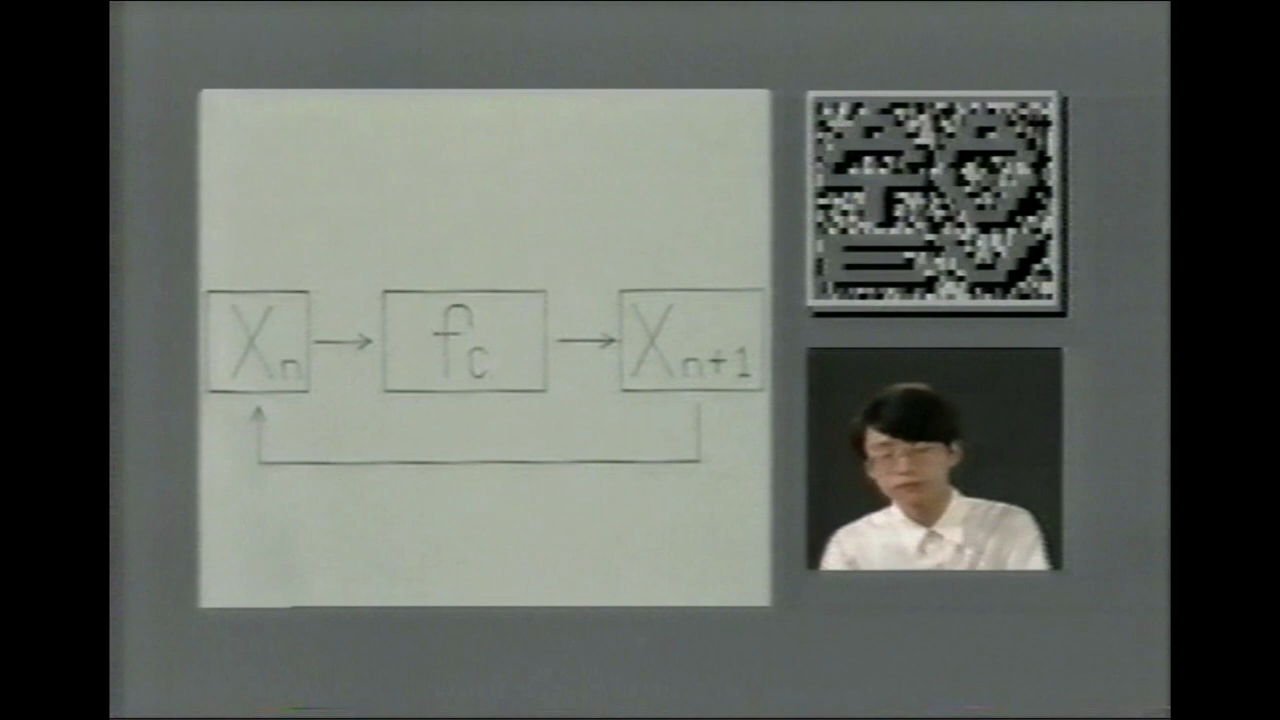 Xn → fc → Xn+1